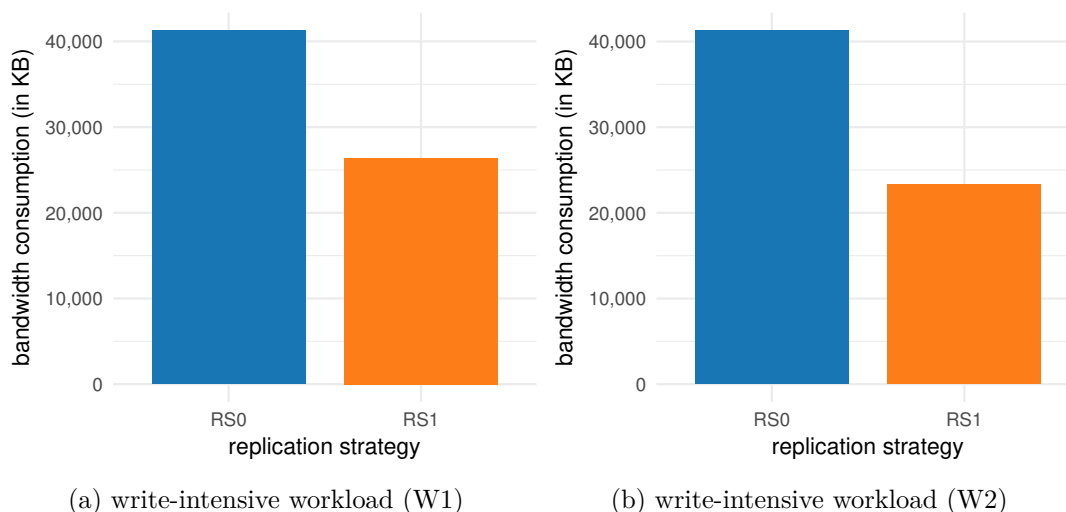 bandwidth consumption (in KB)
40,000
30,000
20,000
10,000
0
RS0 RS1
replication strategy
(a) write-intensive workload (W1)
bandwidth consumption (in KB)
40,000
30,000
20,000
10,000
0
RS0 RS1
replication strategy
(b) write-intensive workload (W2)